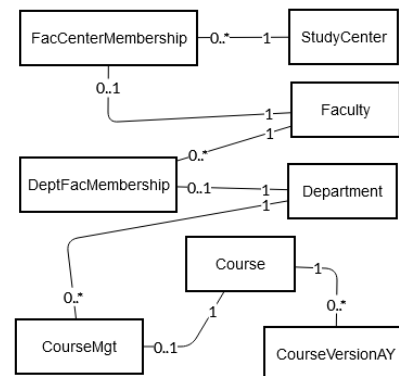 FacCenterMembership 0..* 1 StudyCenter
0..1
1 Faculty
1
0..*
DeptFacMembership 0..1 1 Department
1
Course
1
1
0..*
0..*
CourseMgt 0..1
CourseVersionAY